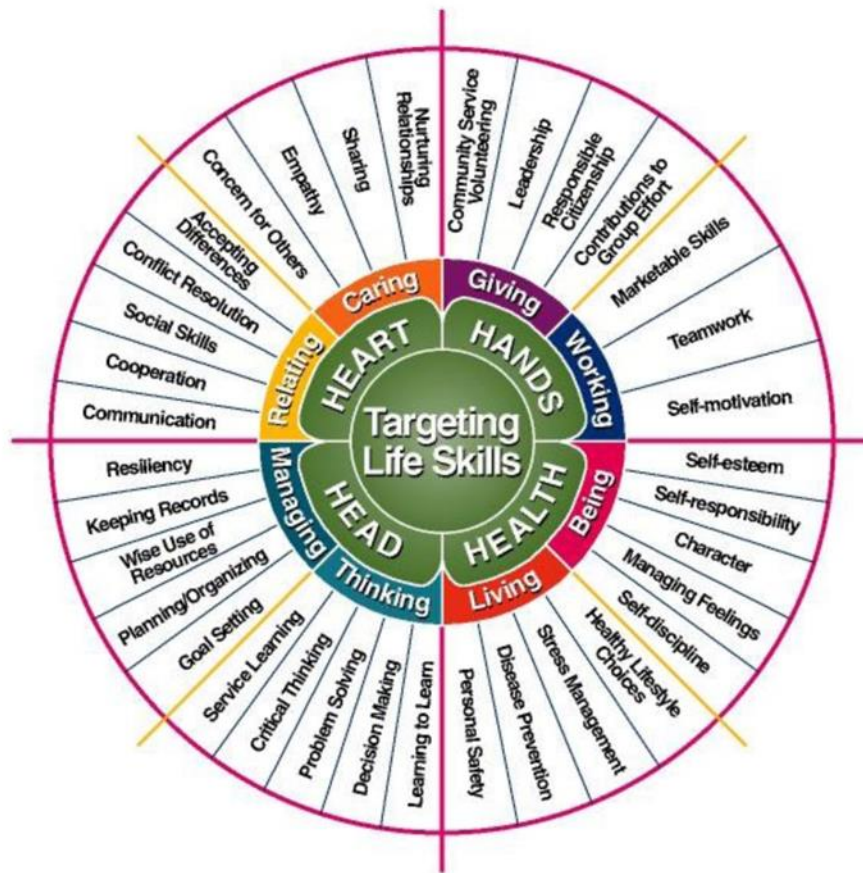 Targeting
Life Skills
HEART
HANDS
HEALTH
HEAD
Caring
Giving
Working
Being
Living
Thinking
Managing
Relating
Nurturing
Relationships
Sharing
Empathy
Concern for Others
Community Service
Volunteering
Leadership
Responsible
Citizenship
Contributions to
Group Effort
Marketable Skills
Teamwork
Self-motivation
Self-esteem
Self-responsibility
Character
Managing Feelings
Self-discipline
Healthy Lifestyle
Choices
Stress Management
Disease Prevention
Personal Safety
Learning to Learn
Decision Making
Problem Solving
Critical Thinking
Service Learning
Goal Setting
Planning/Organizing
Wise Use of
Resources
Keeping Records
Resiliency
Communication
Cooperation
Social Skills
Conflict Resolution
Accepting
Differences